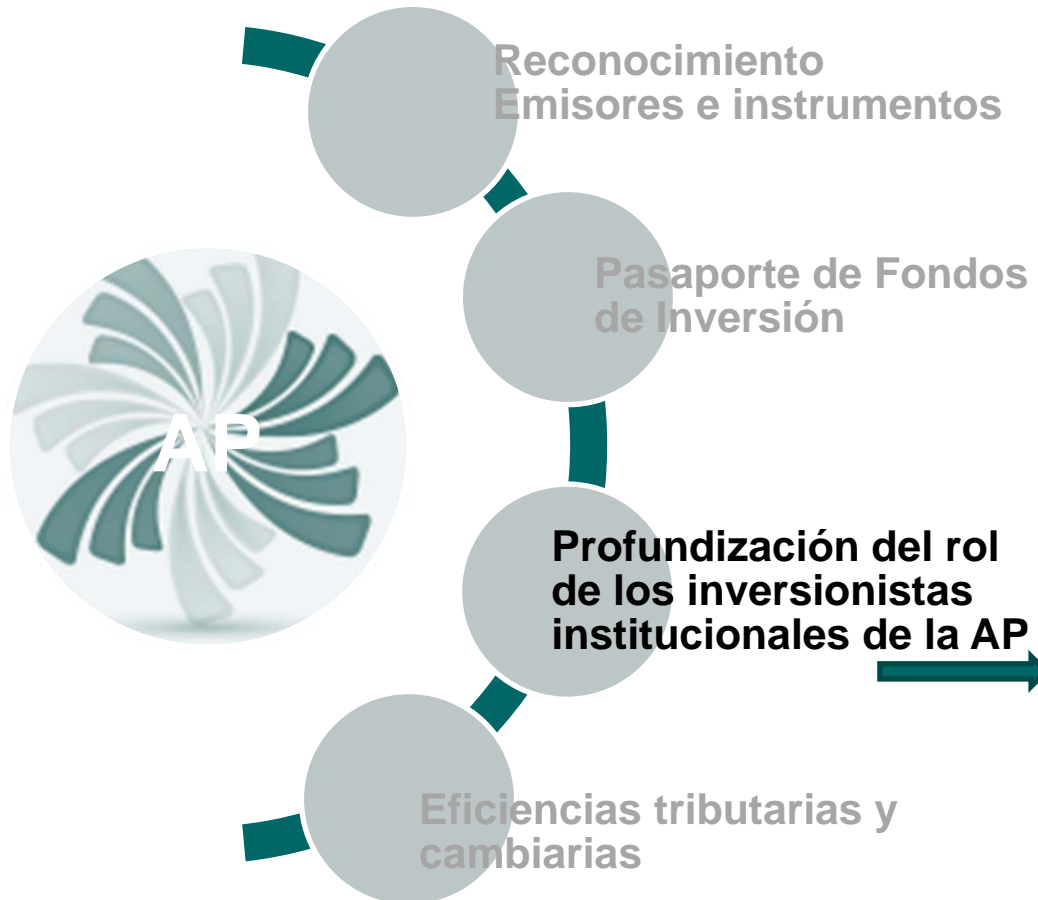 Reconocimiento
Emisores e instrumentos
Pasaporte de Fondos
de Inversión
AP
Profundización del rol
de los inversionistas
institucionales de la AP
Eficiencias tributarias y
cambiarias